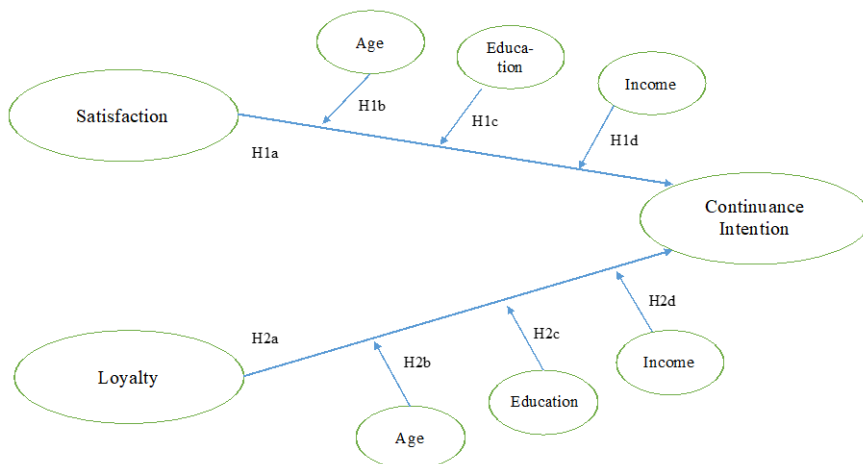 Age
Educa-
tion
Income
Satisfaction
H1b
H1c
H1d
H1a
Continuance
Intention
H2d
H2a
H2c
H2b
Income
Loyalty
Education
Age